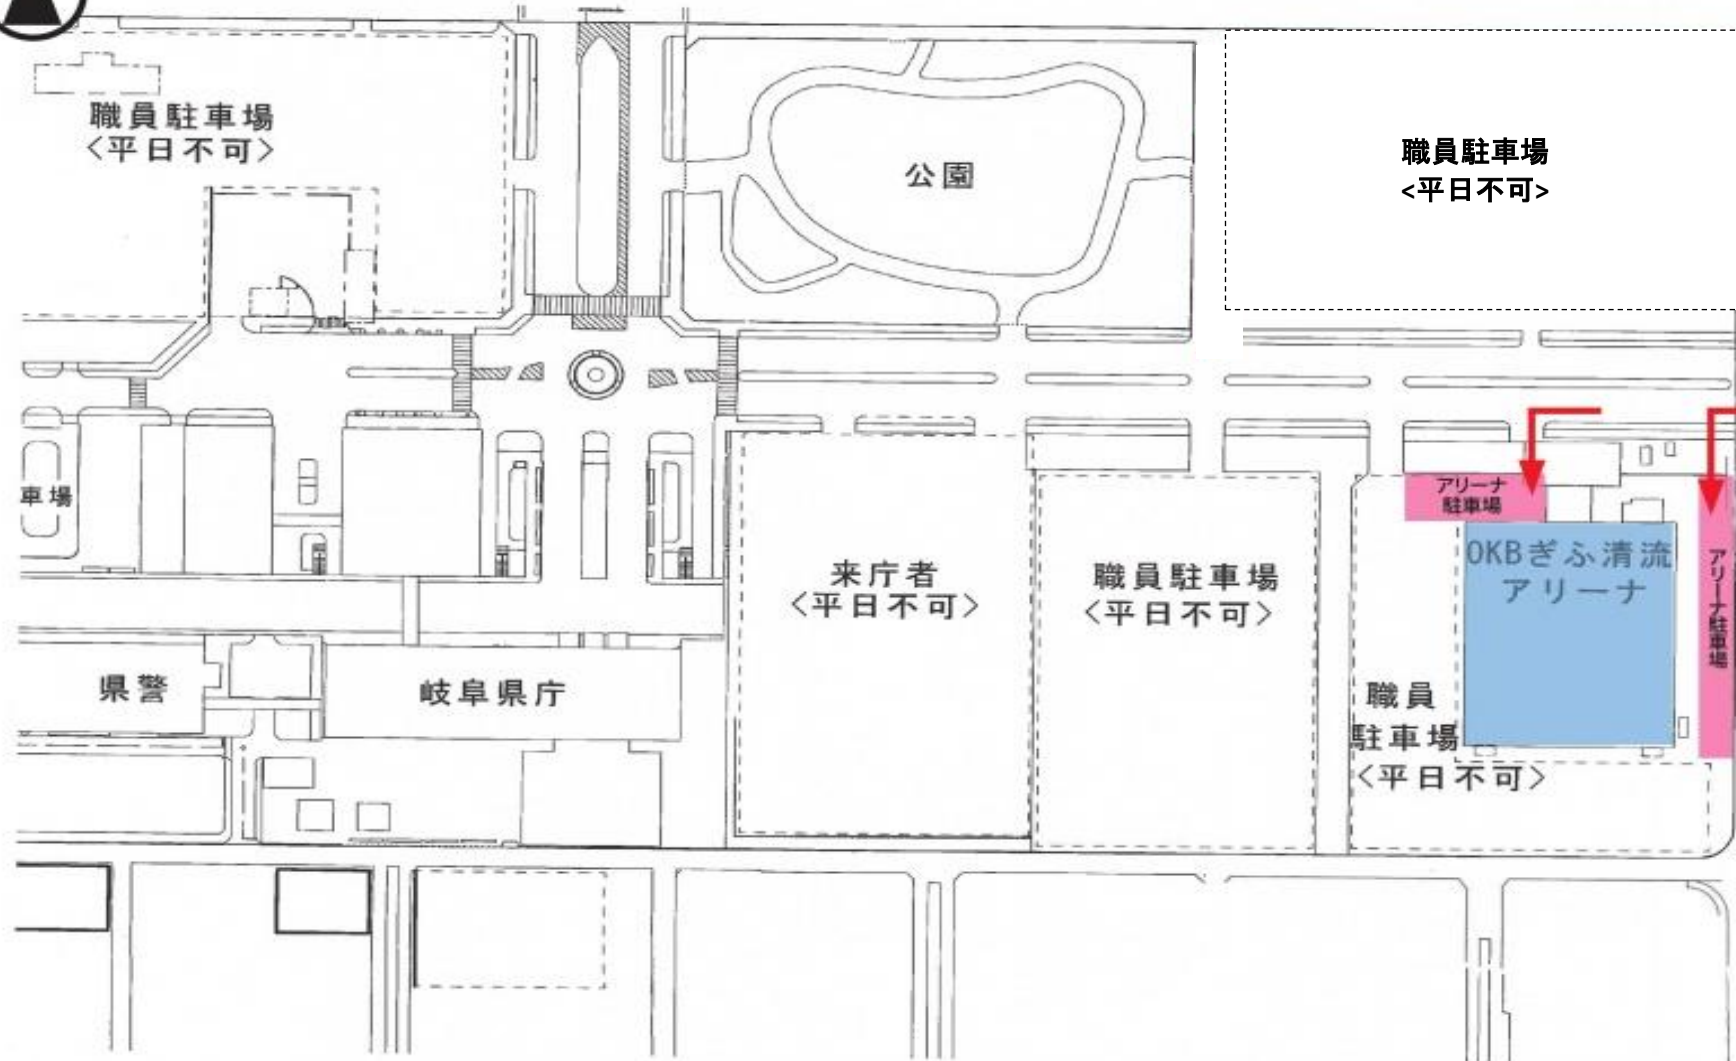 職員駐車場
<平日不可>
公園
職員駐車場
<平日不可>
車場
アリーナ
駐車場
OKBぎふ清流
アリーナ
アリーナ駐車場
来庁者
<平日不可>
職員駐車場
<平日不可>
県警
岐阜県庁
職員
駐車場
<平日不可>